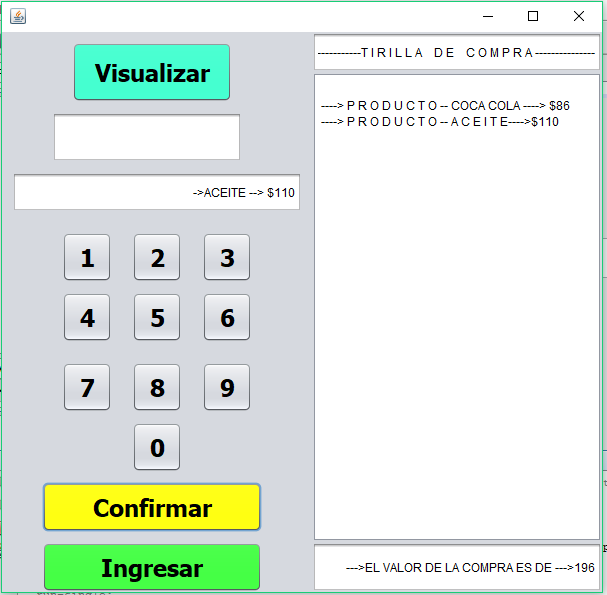 Visualizar
->ACEITE --> $110
1 2 3
4 5 6
7 8 9
0
Confirmar
Ingresar
-----------T I R I L L A   D E   C O M P R A ---------------
----> P R O D U C T O -- COCA COLA ----> $86
----> P R O D U C T O -- A C E I T E---->$110
--->EL VALOR DE LA COMPRA ES DE --->196